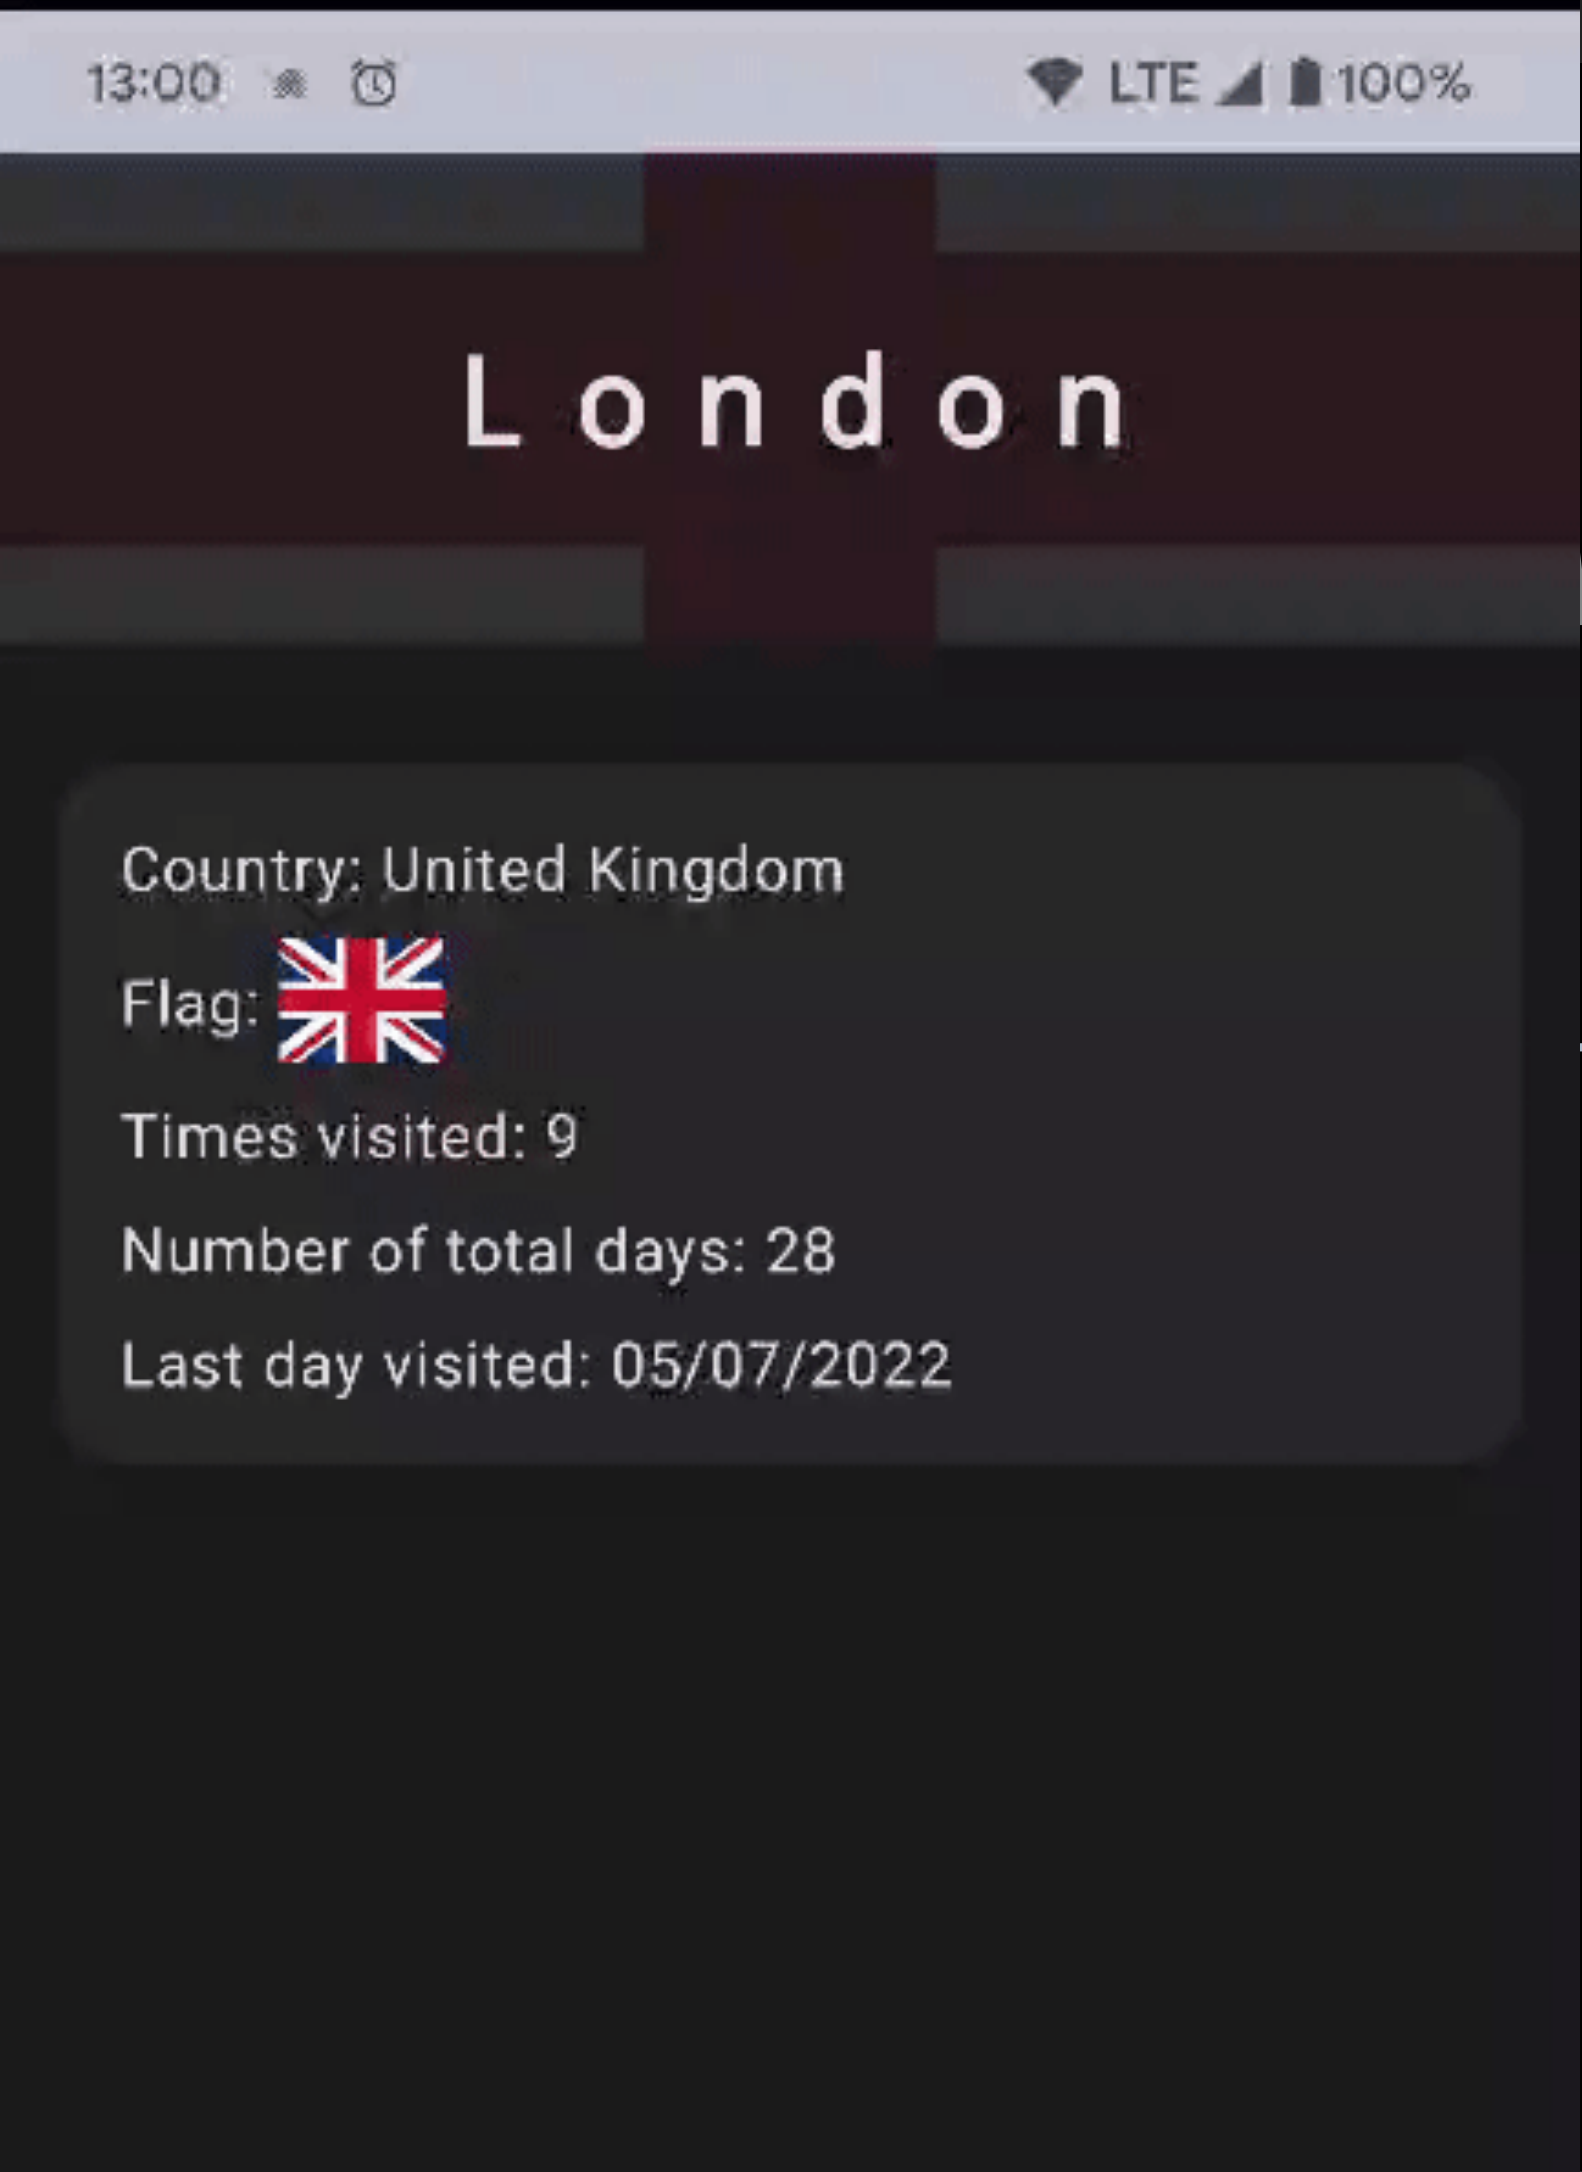 13:00 LTE 100%
London
Country: United Kingdom
Flag:
Times visited: 9
Number of total days: 28
Last day visited: 05/07/2022